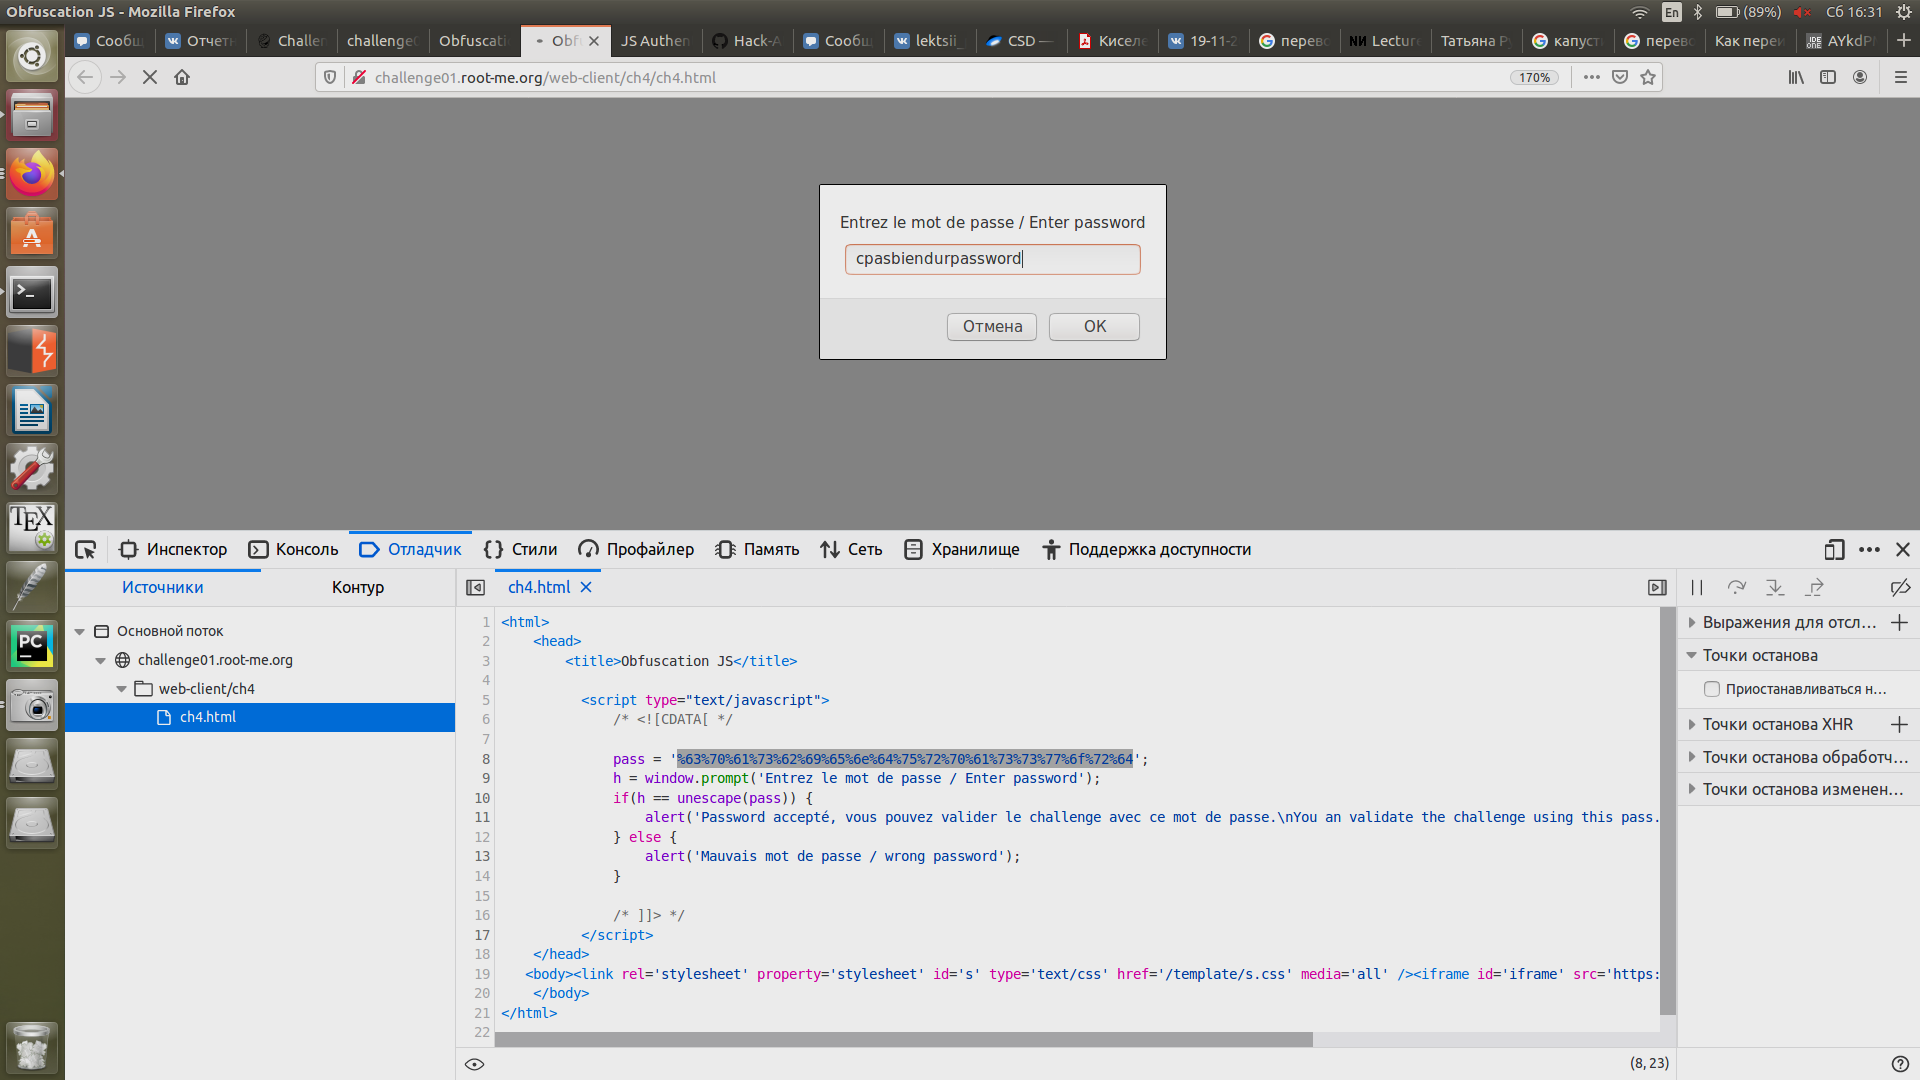 Obfuscation JS - Mozilla Firefox
En (89%) Сб 16:31
Сообщ Отчетн Challen challenge( Obfuscati Obf JS Authen Hack-A Сообщ lektsii_ CSD — Кисел 19-11-2 перев Lectur Татьяна Р капуст перев Как переи AYkdP
challenge01.root-me.org/web-client/ch4/ch4.html 170%
Entrez le mot de passe / Enter password
cpasbiendurpassword
Отмена ОК
Инспектор Консоль Отладчик Стили Профайлер Память Сеть Хранилище Поддержка доступности
Источники Контур ch4.html
Основной поток
challenge01.root-me.org
web-client/ch4
ch4.html
1 <html>
2 <head>
3 <title>Obfuscation JS</title>
4
5 <script type="text/javascript">
6 /* <![CDATA[ */
7
8 pass = '%63%70%61%73%62%69%65%6e%64%75%72%70%61%73%73%77%6f%72%64';
9 h = window.prompt('Entrez le mot de passe / Enter password');
10 if(h == unescape(pass)) {
11 alert('Password accepté, vous pouvez valider le challenge avec ce mot de passe.\nYou an validate the challenge using this pass.
12 } else {
13 alert('Mauvais mot de passe / wrong password');
14 }
15
16 /* ]]> */
17 </script>
18 </head>
19 <body><link rel='stylesheet' property='stylesheet' id='s' type='text/css' href='/template/s.css' media='all' /><iframe id='iframe' src='https:
20 </body>
21 </html>
22
Выражения для отсл...
Точки останова
Приостанавливаться н...
Точки останова XHR
Точки останова обработч...
Точки останова изменен...
(8, 23)
TEX
PC